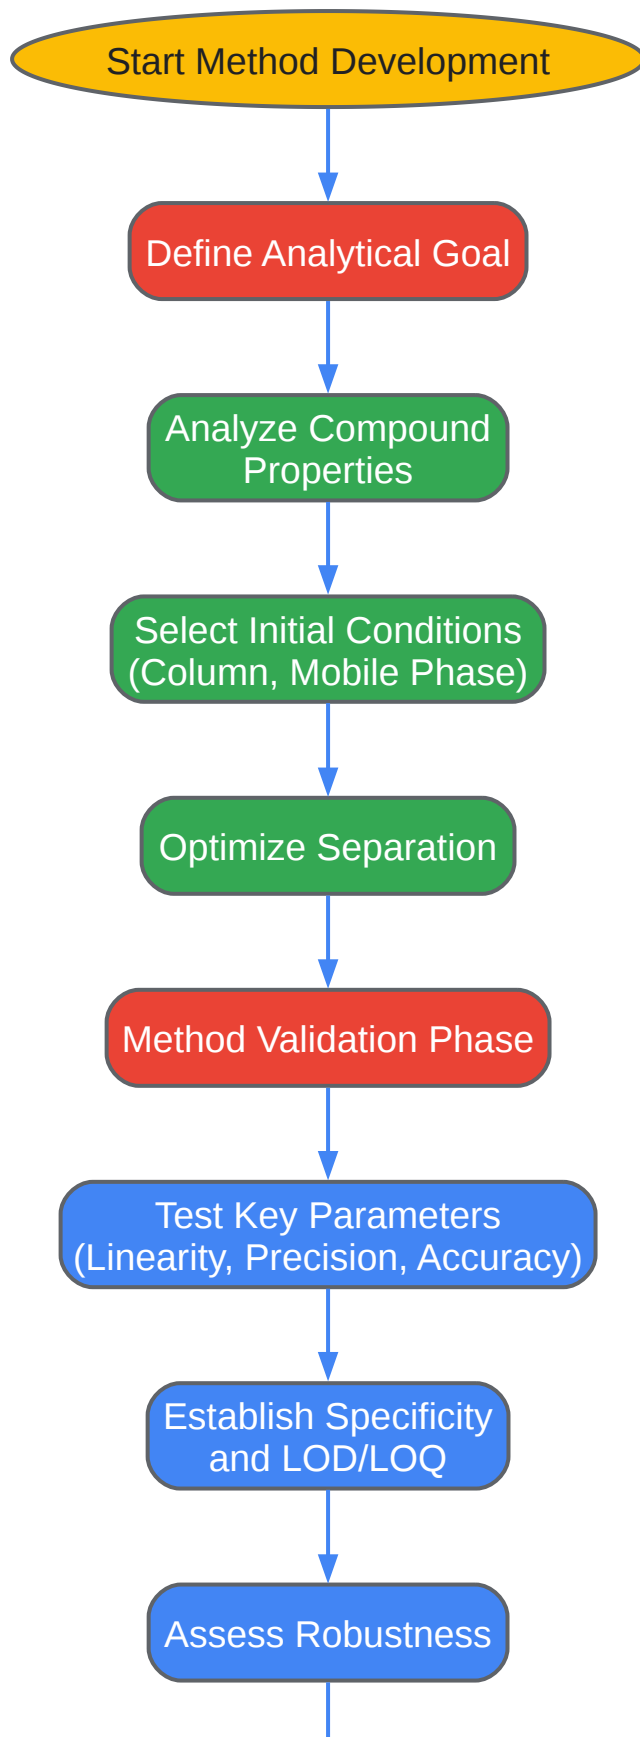 Start Method Development
Define Analytical Goal
Analyze Compound
Properties
Select Initial Conditions
(Column, Mobile Phase)
Optimize Separation
Method Validation Phase
Test Key Parameters
(Linearity, Precision, Accuracy)
Establish Specificity
and LOD/LOQ
Assess Robustness